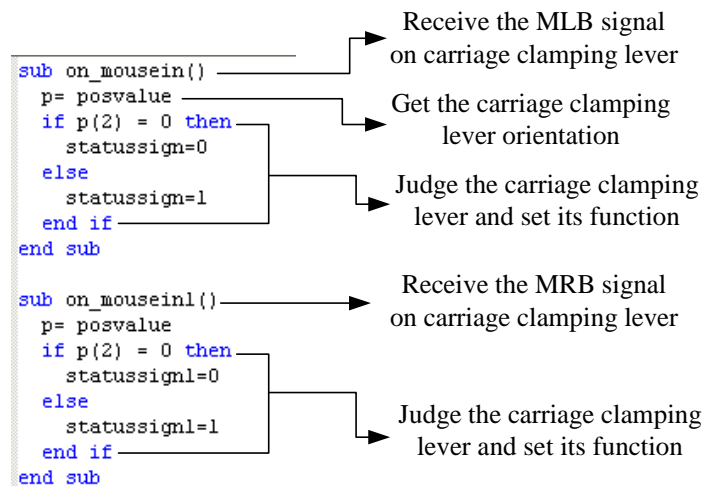 sub on_mousein()
p= posvalue
if p(2) = 0 then
statussign=0
else
statussign=1
end if
end sub
sub on_mousein1()
p= posvalue
if p(2) = 0 then
statussign1=0
else
statussign1=1
end if
end sub
Receive the MLB signal
on carriage clamping lever
Get the carriage clamping
lever orientation
Judge the carriage clamping
lever and set its function
Receive the MRB signal
on carriage clamping lever
Judge the carriage clamping
lever and set its function